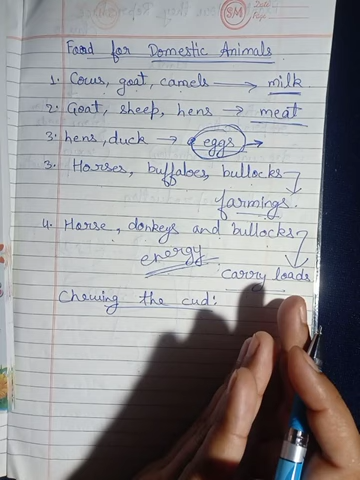 SM
Food for Domestic Animals
1. Cows, goat, camels → milk.
2. Goat, sheep, hens → meat
3. hens, duck → eggs →
3. Horses, buffaloes, bullocks
farmings.
4. Horse, donkeys and bullocks
energy
carry loads
Chewing the cud: